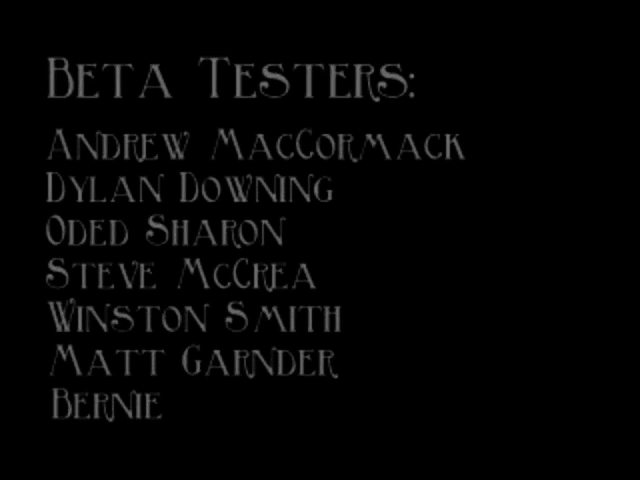 Beta Testers:
Andrew MacCormack
Dylan Downing
Oded Sharon
Steve McCrea
Winston Smith
Matt Garnder
Bernie